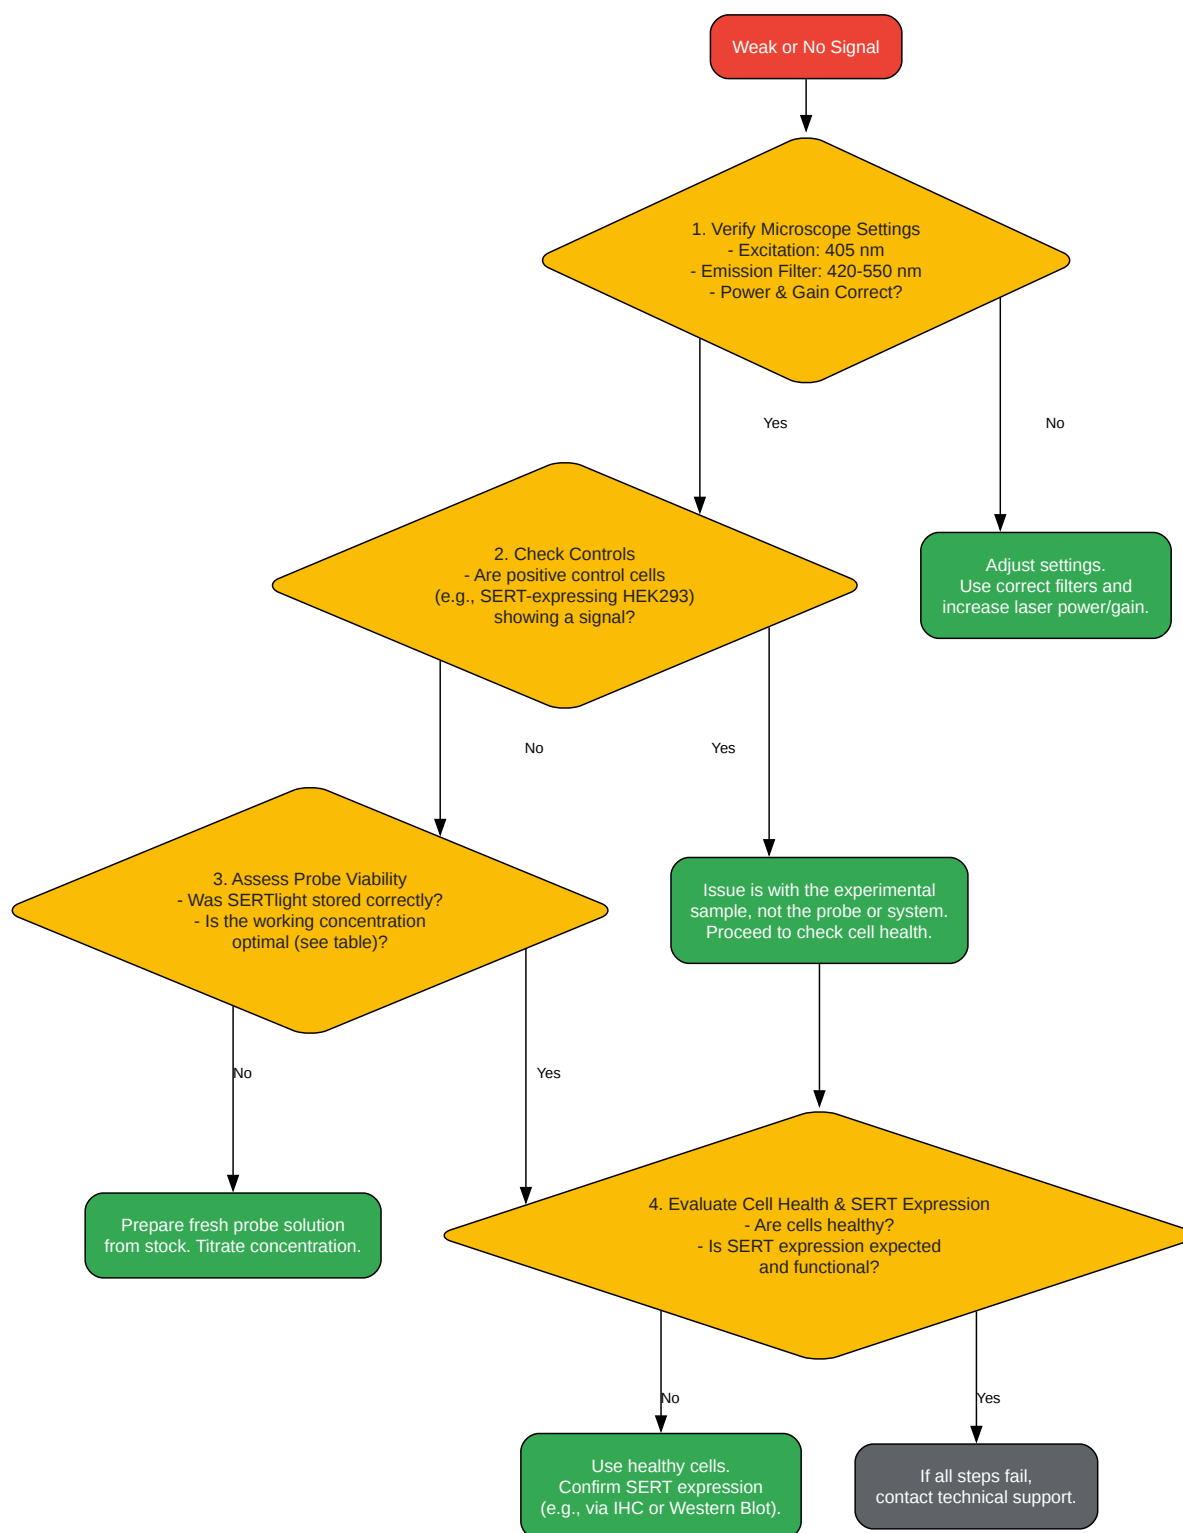 Weak or No Signal
1. Verify Microscope Settings
- Excitation: 405 nm
- Emission Filter: 420-550 nm
- Power & Gain Correct?
Yes
No
2. Check Controls
- Are positive control cells
(e.g., SERT-expressing HEK293)
showing a signal?
Adjust settings.
Use correct filters and
increase laser power/gain.
No
Yes
3. Assess Probe Viability
- Was SERTlight stored correctly?
- Is the working concentration
optimal (see table)?
Issue is with the experimental
sample, not the probe or system.
Proceed to check cell health.
No
Yes
Prepare fresh probe solution
from stock. Titrate concentration.
4. Evaluate Cell Health & SERT Expression
- Are cells healthy?
- Is SERT expression expected
and functional?
No
Yes
Use healthy cells.
Confirm SERT expression
(e.g., via IHC or Western Blot).
If all steps fail,
contact technical support.